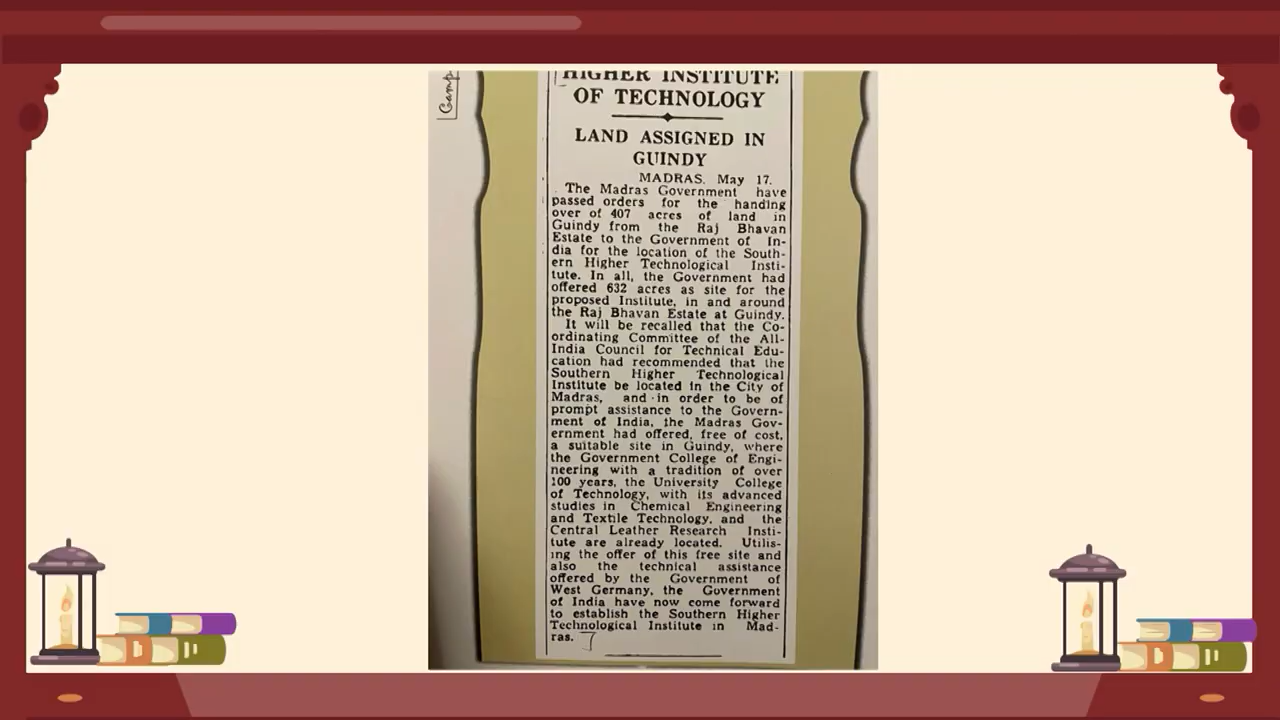 Camp
HIGHER INSTITUTE
OF TECHNOLOGY
LAND ASSIGNED IN
GUINDY
MADRAS, May 17.
The Madras Government have
passed orders for the handing
over of 407 acres of land in
Guindy from the Raj Bhavan
Estate to the Government of In-
dia for the location of the South-
ern Higher Technological Insti-
tute. In all, the Government had
offered 632 acres as site for the
proposed Institute, in and around
the Raj Bhavan Estate at Guindy.
It will be recalled that the Co-
ordinating Committee of the All-
India Council for Technical Edu-
cation had recommended that the
Southern Higher Technological
Institute be located in the City of
Madras, and in order to be of
prompt assistance to the Govern-
ment of India, the Madras Gov-
ernment had offered, free of cost,
a suitable site in Guindy, where
the Government College of Engi-
neering with a tradition of over
100 years, the University College
of Technology, with its advanced
studies in Chemical Engineering
and Textile Technology, and the
Central Leather Research Insti-
tute are already located. Utilis-
ing the offer of this free site and
also the technical assistance
offered by the Government of
West Germany, the Government
of India have now come forward
to establish the Southern Higher
Technological Institute in Mad-
ras.